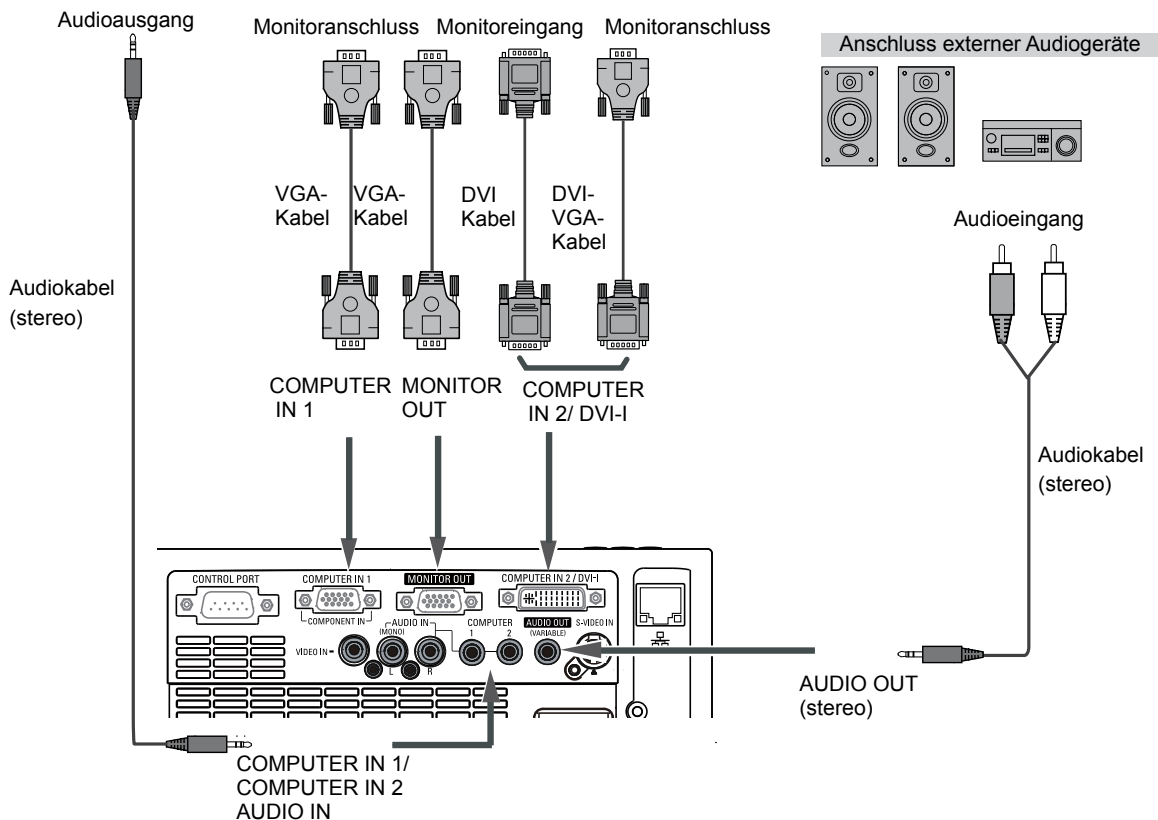 Audioausgang
Monitoranschluss
Monitoreingang
Monitoranschluss
Anschluss externer Audiogeräte
VGA-
Kabel
VGA-
Kabel
DVI
Kabel
DVI-
VGA-
Kabel
Audioeingang
Audiokabel
(stereo)
COMPUTER
IN 1
MONITOR
OUT
COMPUTER
IN 2/ DVI-I
Audiokabel
(stereo)
CONTROL PORT
COMPUTER IN 1
MONITOR OUT
COMPUTER IN 2 / DVI-I
COMPONENT IN
AUDIO IN
(MONO)
COMPUTER
1
2
AUDIO OUT
(VARIABLE)
S-VIDEO IN
VIDEO IN
L
R
AUDIO OUT
(stereo)
COMPUTER IN 1/
COMPUTER IN 2
AUDIO IN